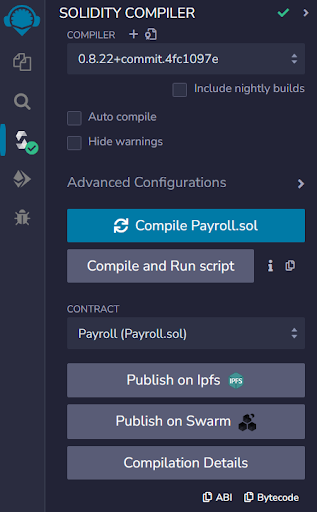 SOLIDITY COMPILER
COMPILER
0.8.22+commit.4fc1097e
Include nightly builds
Auto compile
Hide warnings
Advanced Configurations
Compile Payroll.sol
Compile and Run script
CONTRACT
Payroll (Payroll.sol)
Publish on Ipfs IPFS
Publish on Swarm
Compilation Details
ABI Bytecode